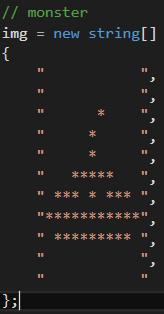 // monster
img = new string[]
{
    "           ",
    "           ",
    "      *    ",
    "     *     ",
    "     *     ",
    "   *****   ",
    " *** * *** ",
    "***********",
    " ********* ",
    "           ",
    "           "
};